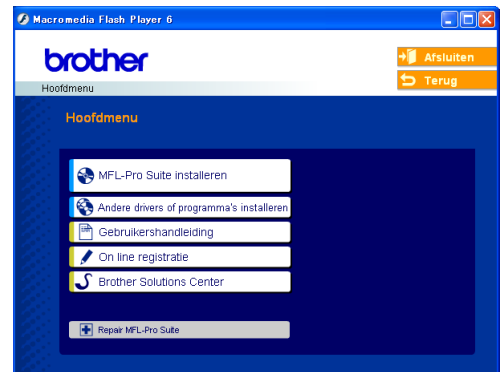 Macromedia Flash Player 6
brother
Afsluiten
Terug
Hoofdmenu
Hoofdmenu
MFL-Pro Suite installeren
Andere drivers of programma's installeren
Gebruikershandleiding
On line registratie
Brother Solutions Center
Repair MFL-Pro Suite